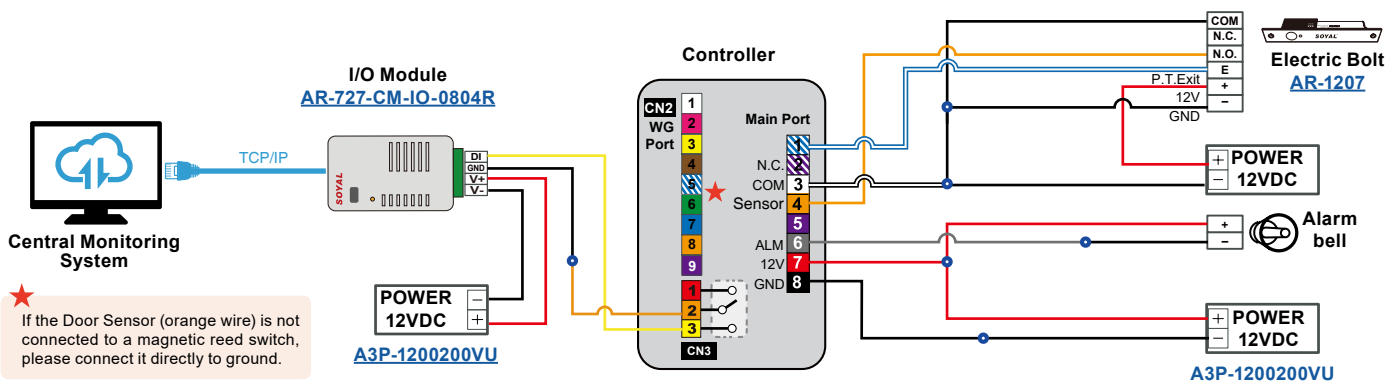 Controller
I/O Module
AR-727-CM-IO-0804R
TCP/IP
SOYAL
DI
GND
V+
V-
Central Monitoring
System
If the Door Sensor (orange wire) is not
connected to a magnetic reed switch,
please connect it directly to ground.
POWER
12VDC
−
+
A3P-1200200VU
CN2
WG
Port
1
2
3
4
5
6
7
8
9
1
2
3
CN3
Main Port
1
N.C. 2
COM 3
Sensor 4
5
ALM 6
12V 7
GND 8
COM
N.C.
N.O.
E
+
−
P.T.Exit
12V
GND
SOYAL
Electric Bolt
AR-1207
+ POWER
− 12VDC
+
−
Alarm
bell
+ POWER
− 12VDC
A3P-1200200VU